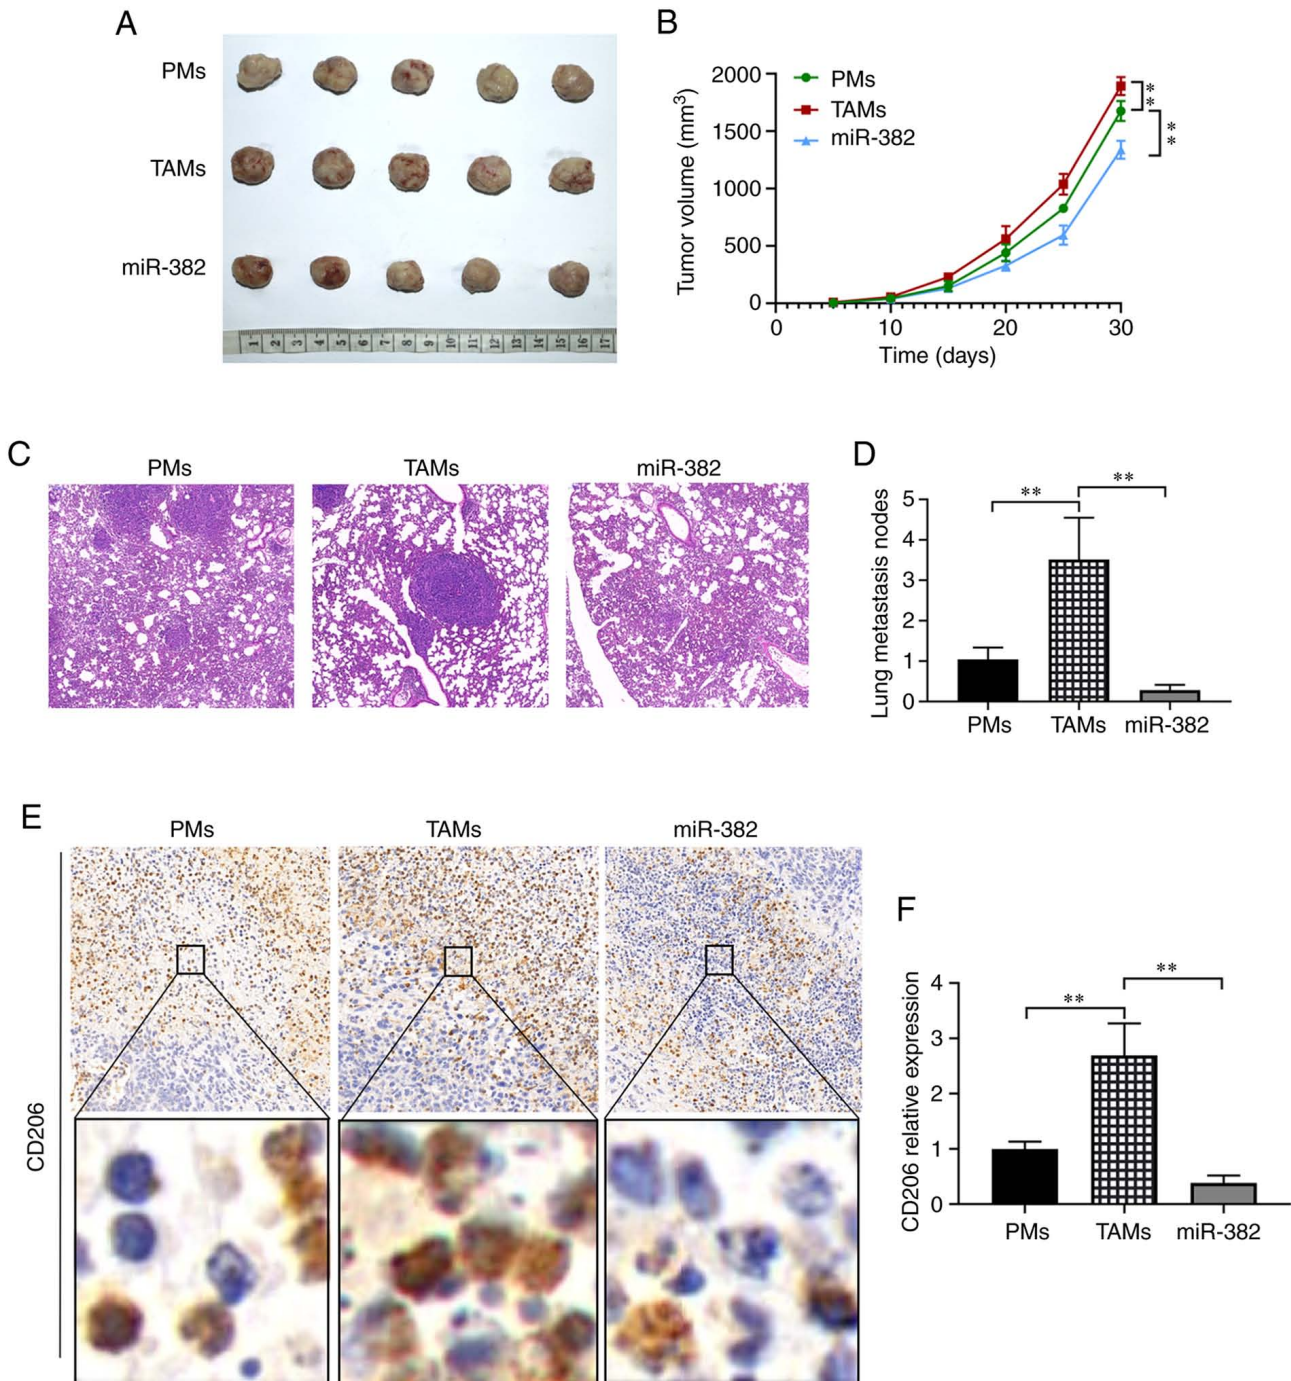 A
PMs
TAMs
miR-382
1 2 3 4 5 6 7 8 9 10 11 12 13 14 15 16 17
B
2000
1500
1000
500
0
Tumor volume (mm³)
PMs
TAMs
miR-382
**
**
0 10 20 30
Time (days)
C
PMs TAMs miR-382
D
** **
5
4
3
2
1
0
Lung metastasis nodes
PMs TAMs miR-382
E
PMs TAMs miR-382
CD206
F
**
**
4
3
2
1
0
CD206 relative expression
PMs TAMs miR-382